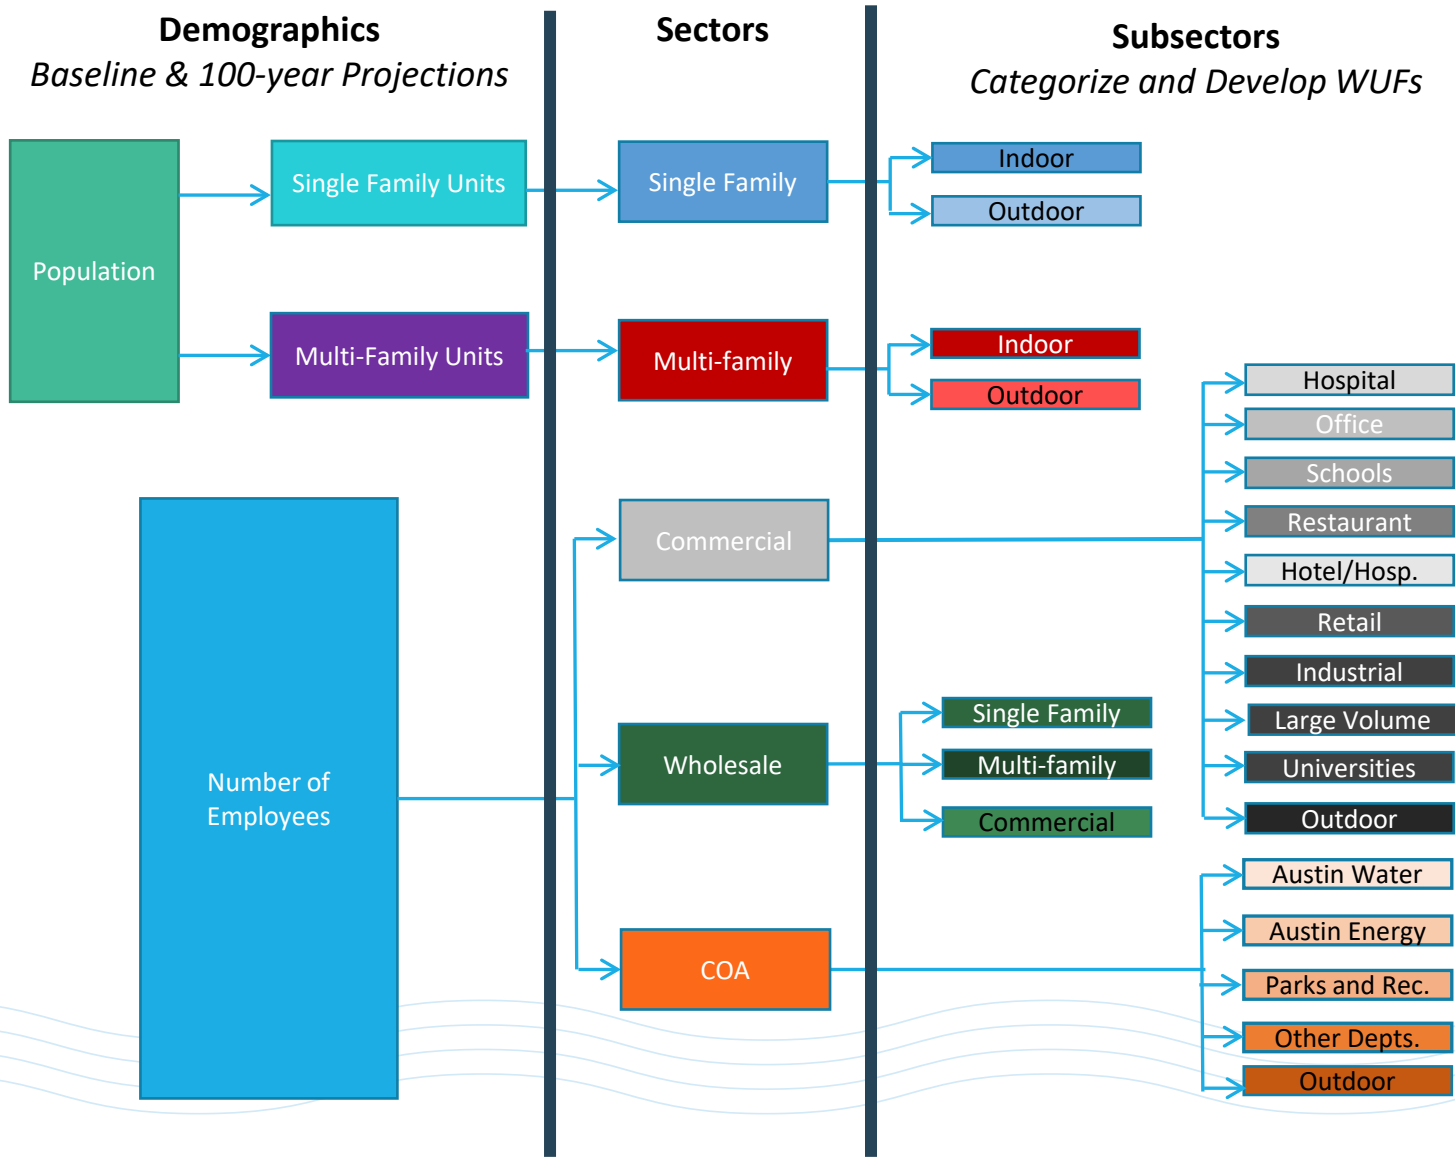 Demographics
Baseline & 100-year Projections
Sectors
Subsectors
Categorize and Develop WUFs
Population
Single Family Units
Multi-Family Units
Single Family
Indoor
Outdoor
Multi-family
Indoor
Outdoor
Number of
Employees
Commercial
Hospital
Office
Schools
Restaurant
Hotel/Hosp.
Retail
Industrial
Large Volume
Universities
Outdoor
Wholesale
Single Family
Multi-family
Commercial
COA
Austin Water
Austin Energy
Parks and Rec.
Other Depts.
Outdoor